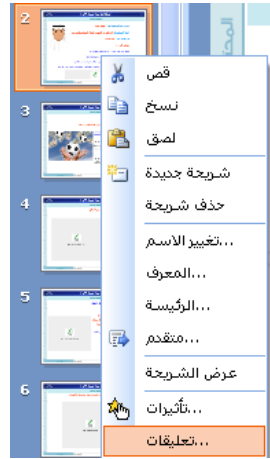 2
المحتو
قص
نسخ
لصق
شريحة جديدة
حذف شريحة
تغيير الاسم...
المعرف...
الرئيسة...
متقدم...
عرض الشريحة
تأثيرات...
تعليقات...
3
4
5
6